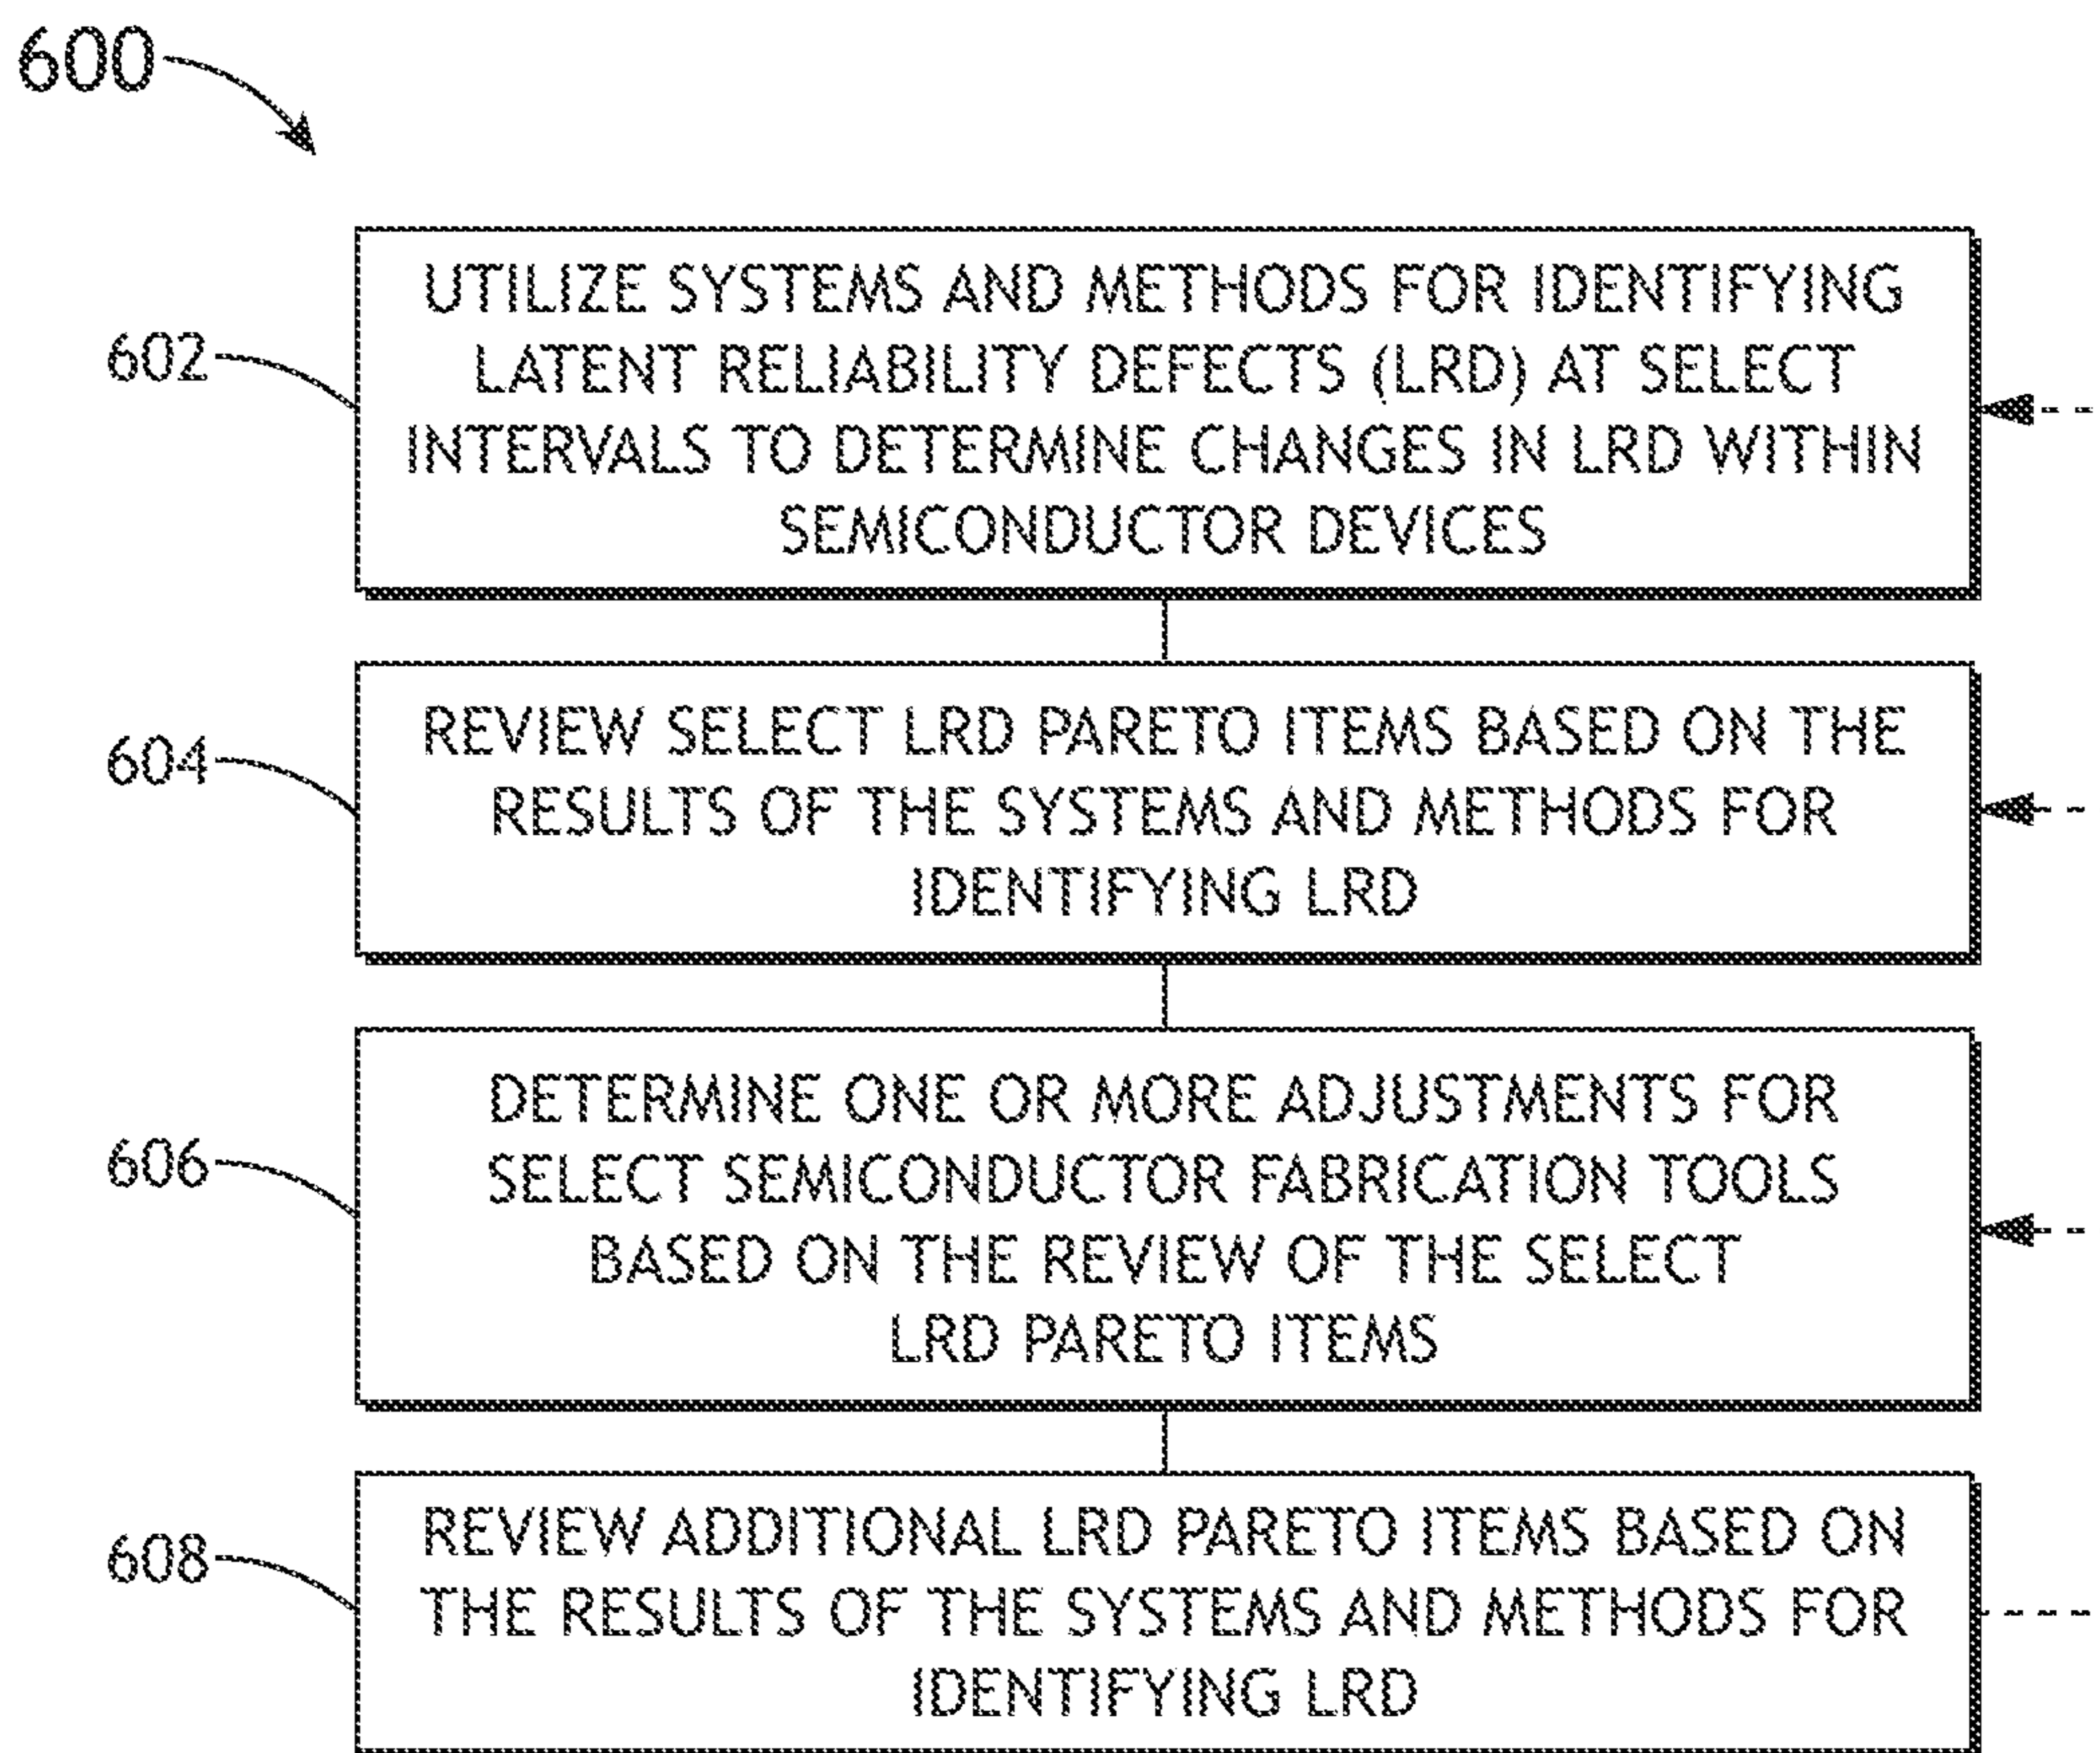 600
602
UTILIZE SYSTEMS AND METHODS FOR IDENTIFYING
LATENT RELIABILITY DEFECTS (LRD) AT SELECT
INTERVALS TO DETERMINE CHANGES IN LRD WITHIN
SEMICONDUCTOR DEVICES
604
REVIEW SELECT LRD PARETO ITEMS BASED ON THE
RESULTS OF THE SYSTEMS AND METHODS FOR
IDENTIFYING LRD
606
DETERMINE ONE OR MORE ADJUSTMENTS FOR
SELECT SEMICONDUCTOR FABRICATION TOOLS
BASED ON THE REVIEW OF THE SELECT
LRD PARETO ITEMS
608
REVIEW ADDITIONAL LRD PARETO ITEMS BASED ON
THE RESULTS OF THE SYSTEMS AND METHODS FOR
IDENTIFYING LRD